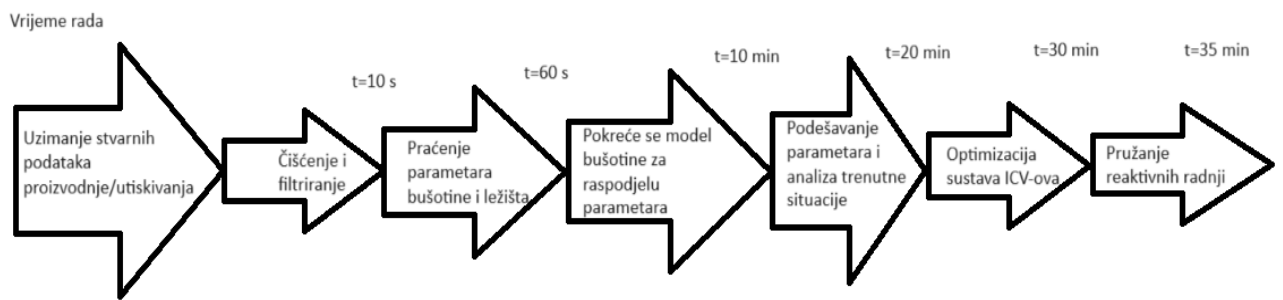 Vrijeme rada
t=10 s
t=60 s
t=10 min
t=20 min
t=30 min
t=35 min
Uzimanje stvarnih
podataka
proizvodnje/utiskivanja
Čišćenje i
filtriranje
Praćenje
parametara
bušotine i ležišta
Pokreće se model
bušotine za
raspodjelu
parametara
Podešavanje
parametara i
analiza trenutne
situacije
Optimizacija
sustava ICV-ova
Pružanje
reaktivnih radnji